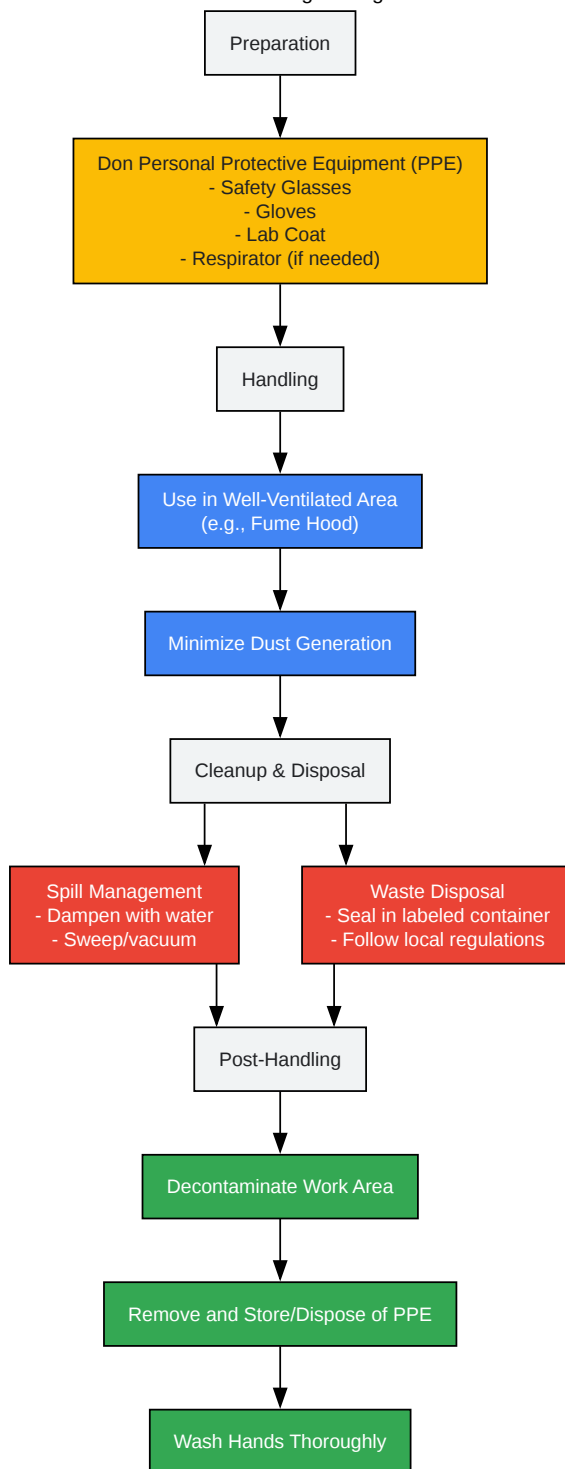 Preparation
Don Personal Protective Equipment (PPE)
- Safety Glasses
- Gloves
- Lab Coat
- Respirator (if needed)
Handling
Use in Well-Ventilated Area
(e.g., Fume Hood)
Minimize Dust Generation
Cleanup & Disposal
Spill Management
- Dampen with water
- Sweep/vacuum
Waste Disposal
- Seal in labeled container
- Follow local regulations
Post-Handling
Decontaminate Work Area
Remove and Store/Dispose of PPE
Wash Hands Thoroughly